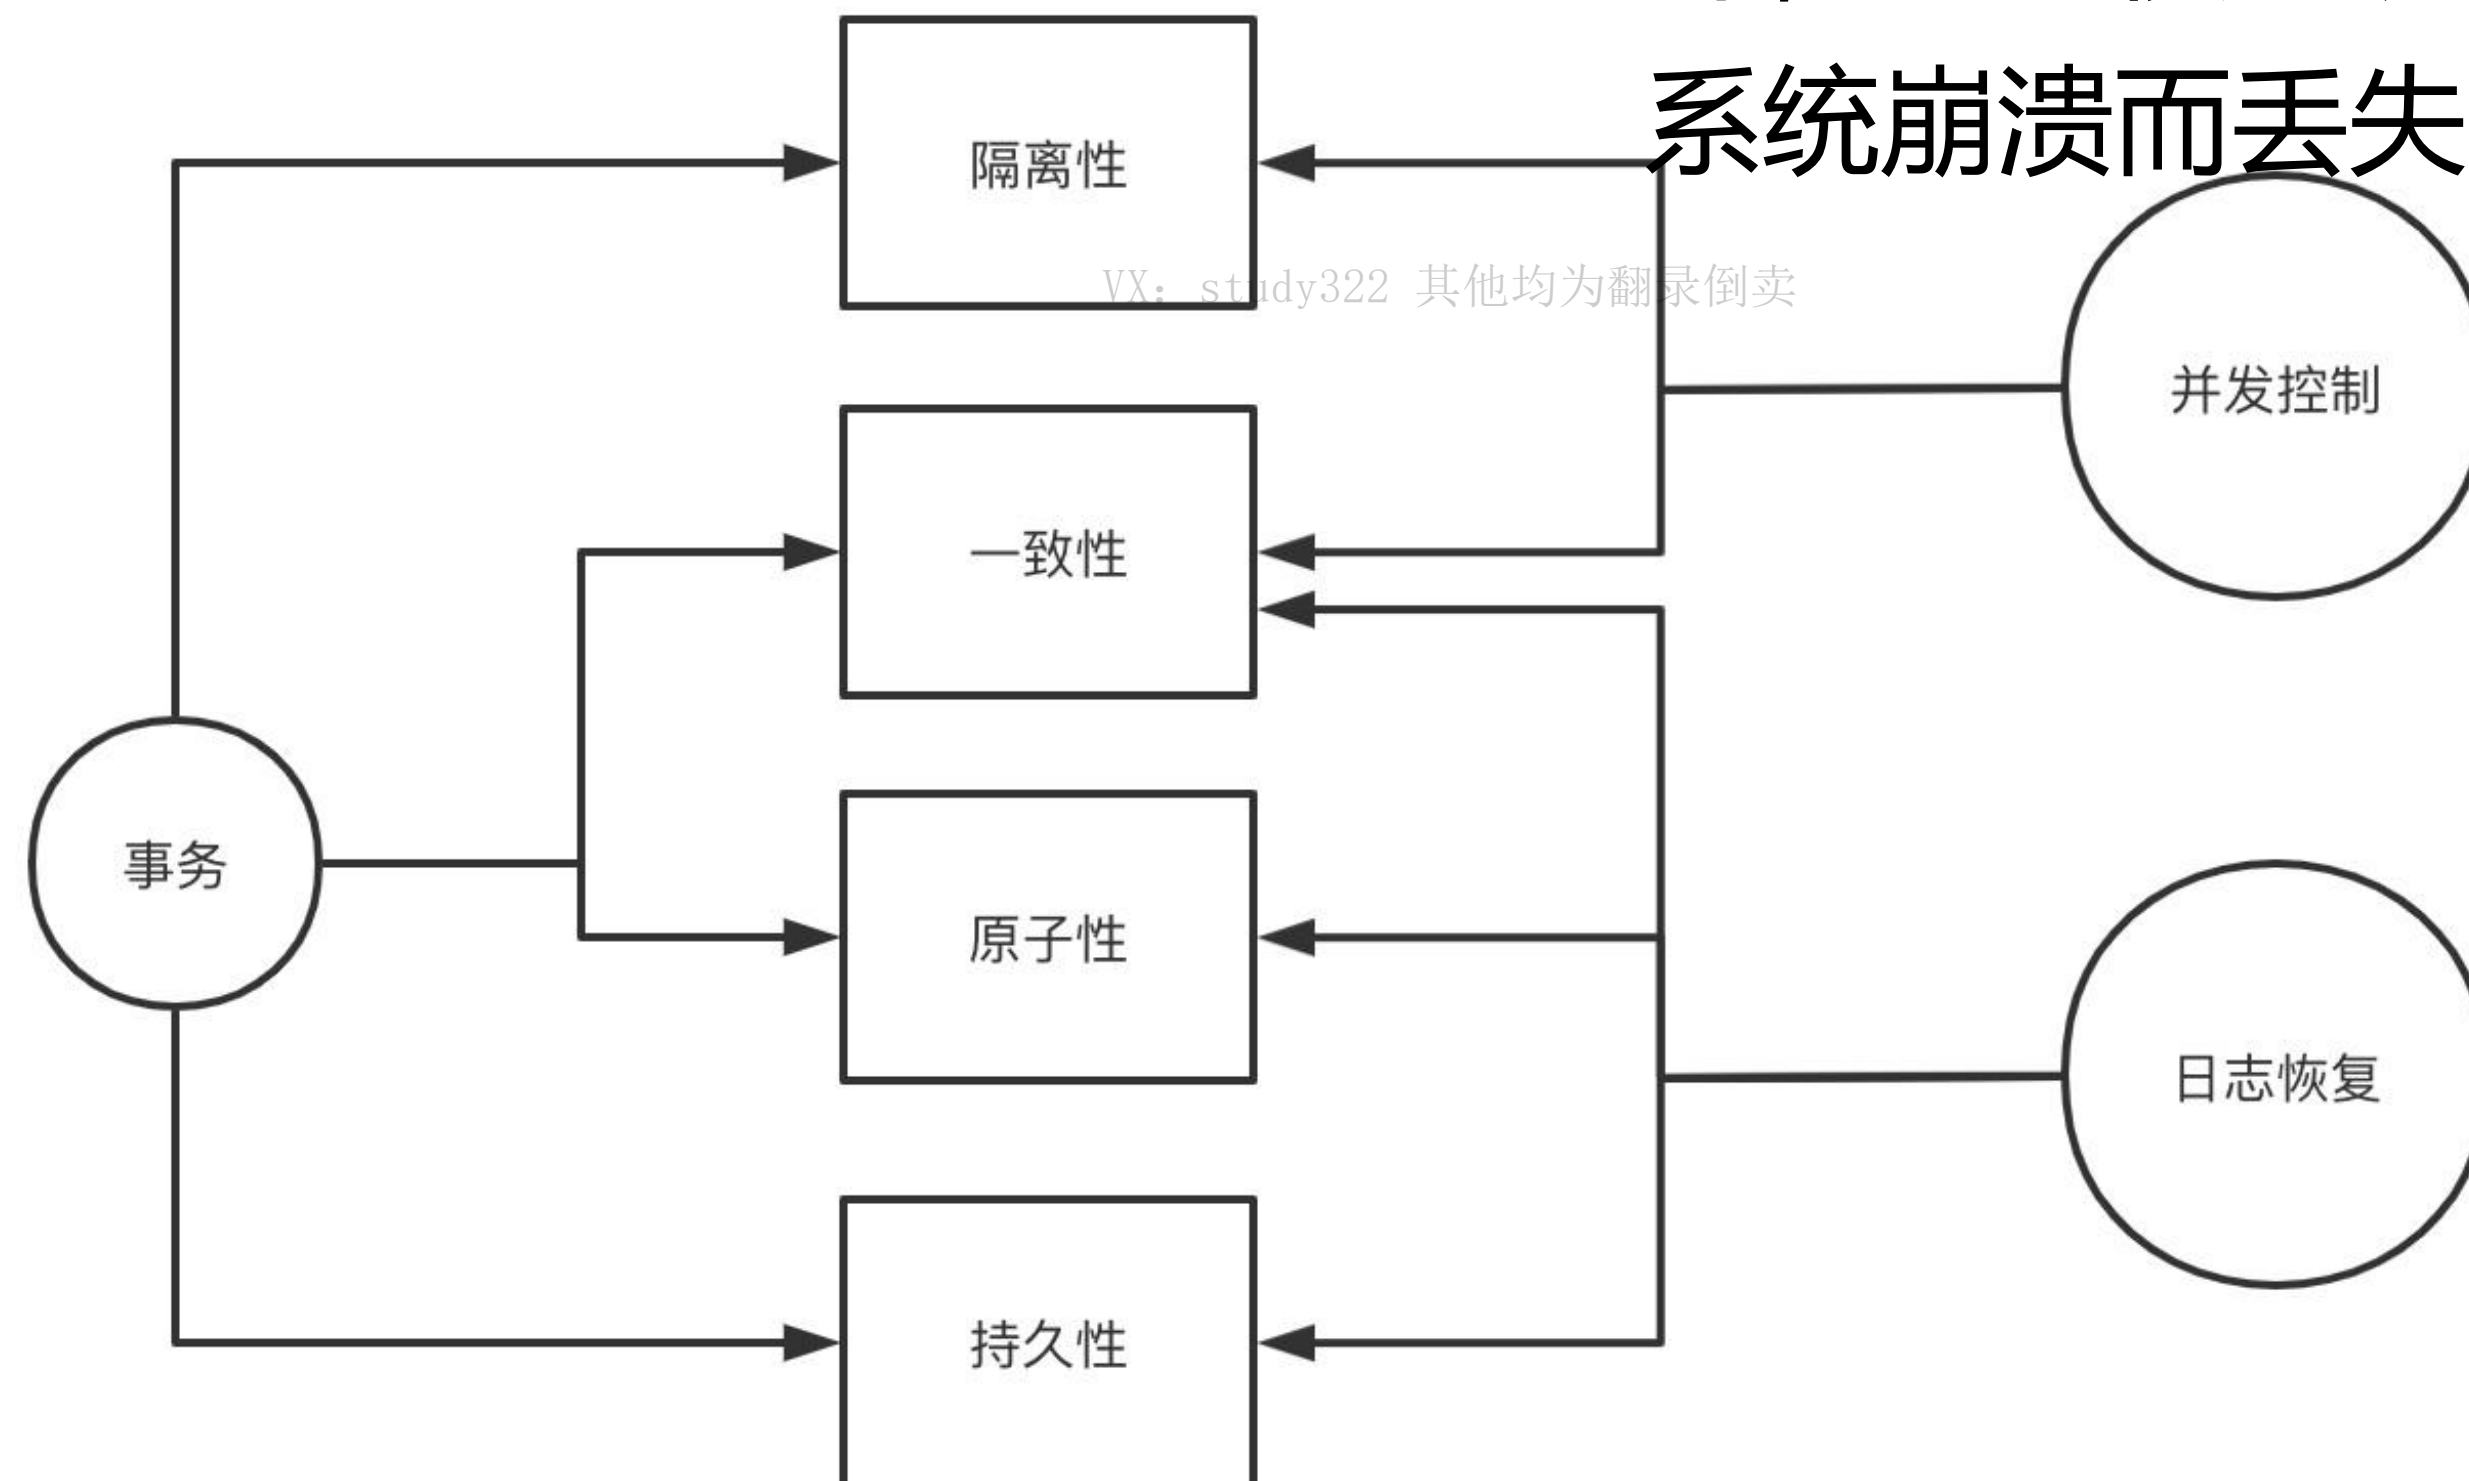 系统崩溃而丢失
隔离性
VX: study322 其他均为翻录倒卖
并发控制
一致性
事务
原子性
日志恢复
持久性